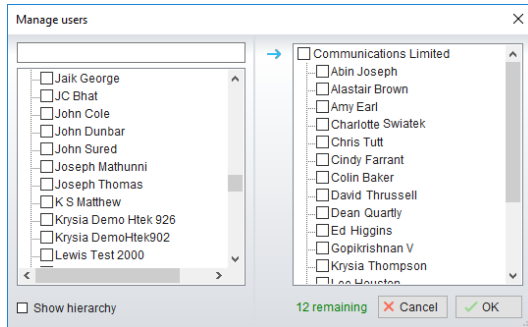 Manage users
Jaik George
JC Bhat
John Cole
John Dunbar
John Sured
Joseph Mathunni
Joseph Thomas
K S Matthew
Krysia Demo Htek 926
Krysia DemoHtek902
Lewis Test 2000
Show hierarchy
Communications Limited
Abin Joseph
Alastair Brown
Amy Earl
Charlotte Swiatek
Chris Tutt
Cindy Farrant
Colin Baker
David Thrussell
Dean Quartly
Ed Higgins
Gopikrishnan V
Krysia Thompson
Lee Houston
12 remaining
Cancel
OK